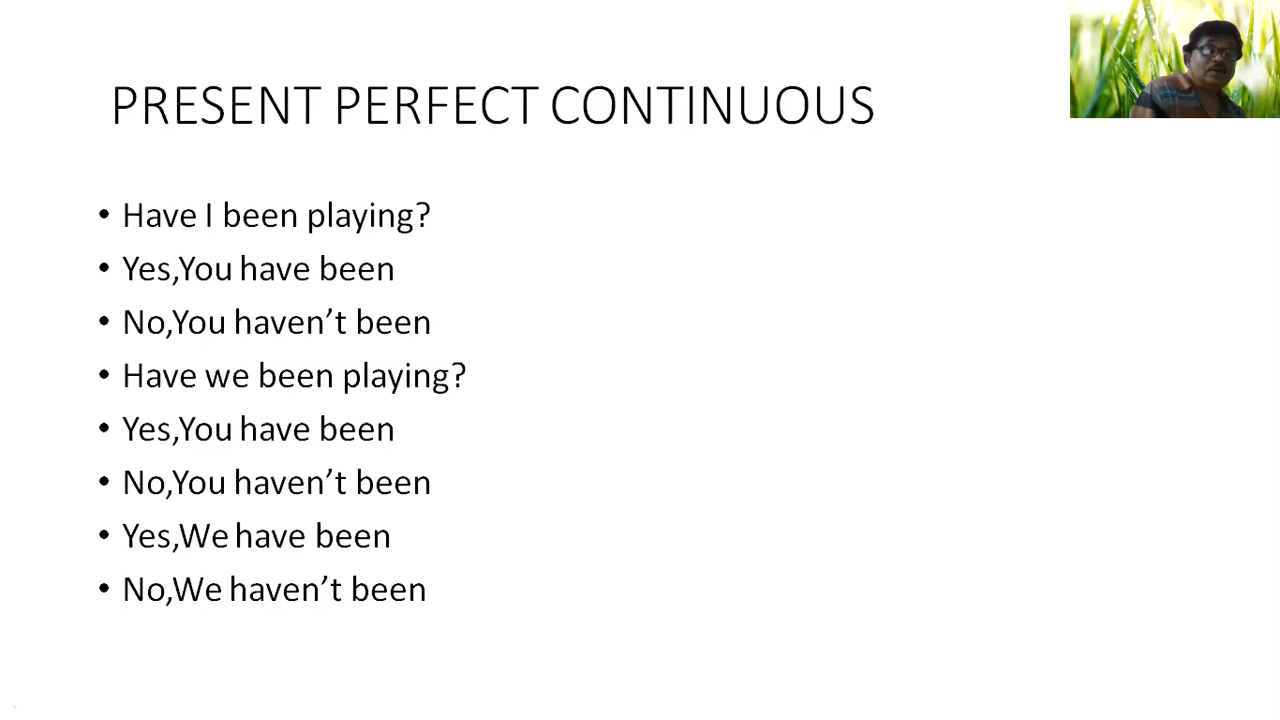 PRESENT PERFECT CONTINUOUS
• Have I been playing?
• Yes,You have been
• No,You haven’t been
• Have we been playing?
• Yes,You have been
• No,You haven’t been
• Yes,We have been
• No,We haven’t been